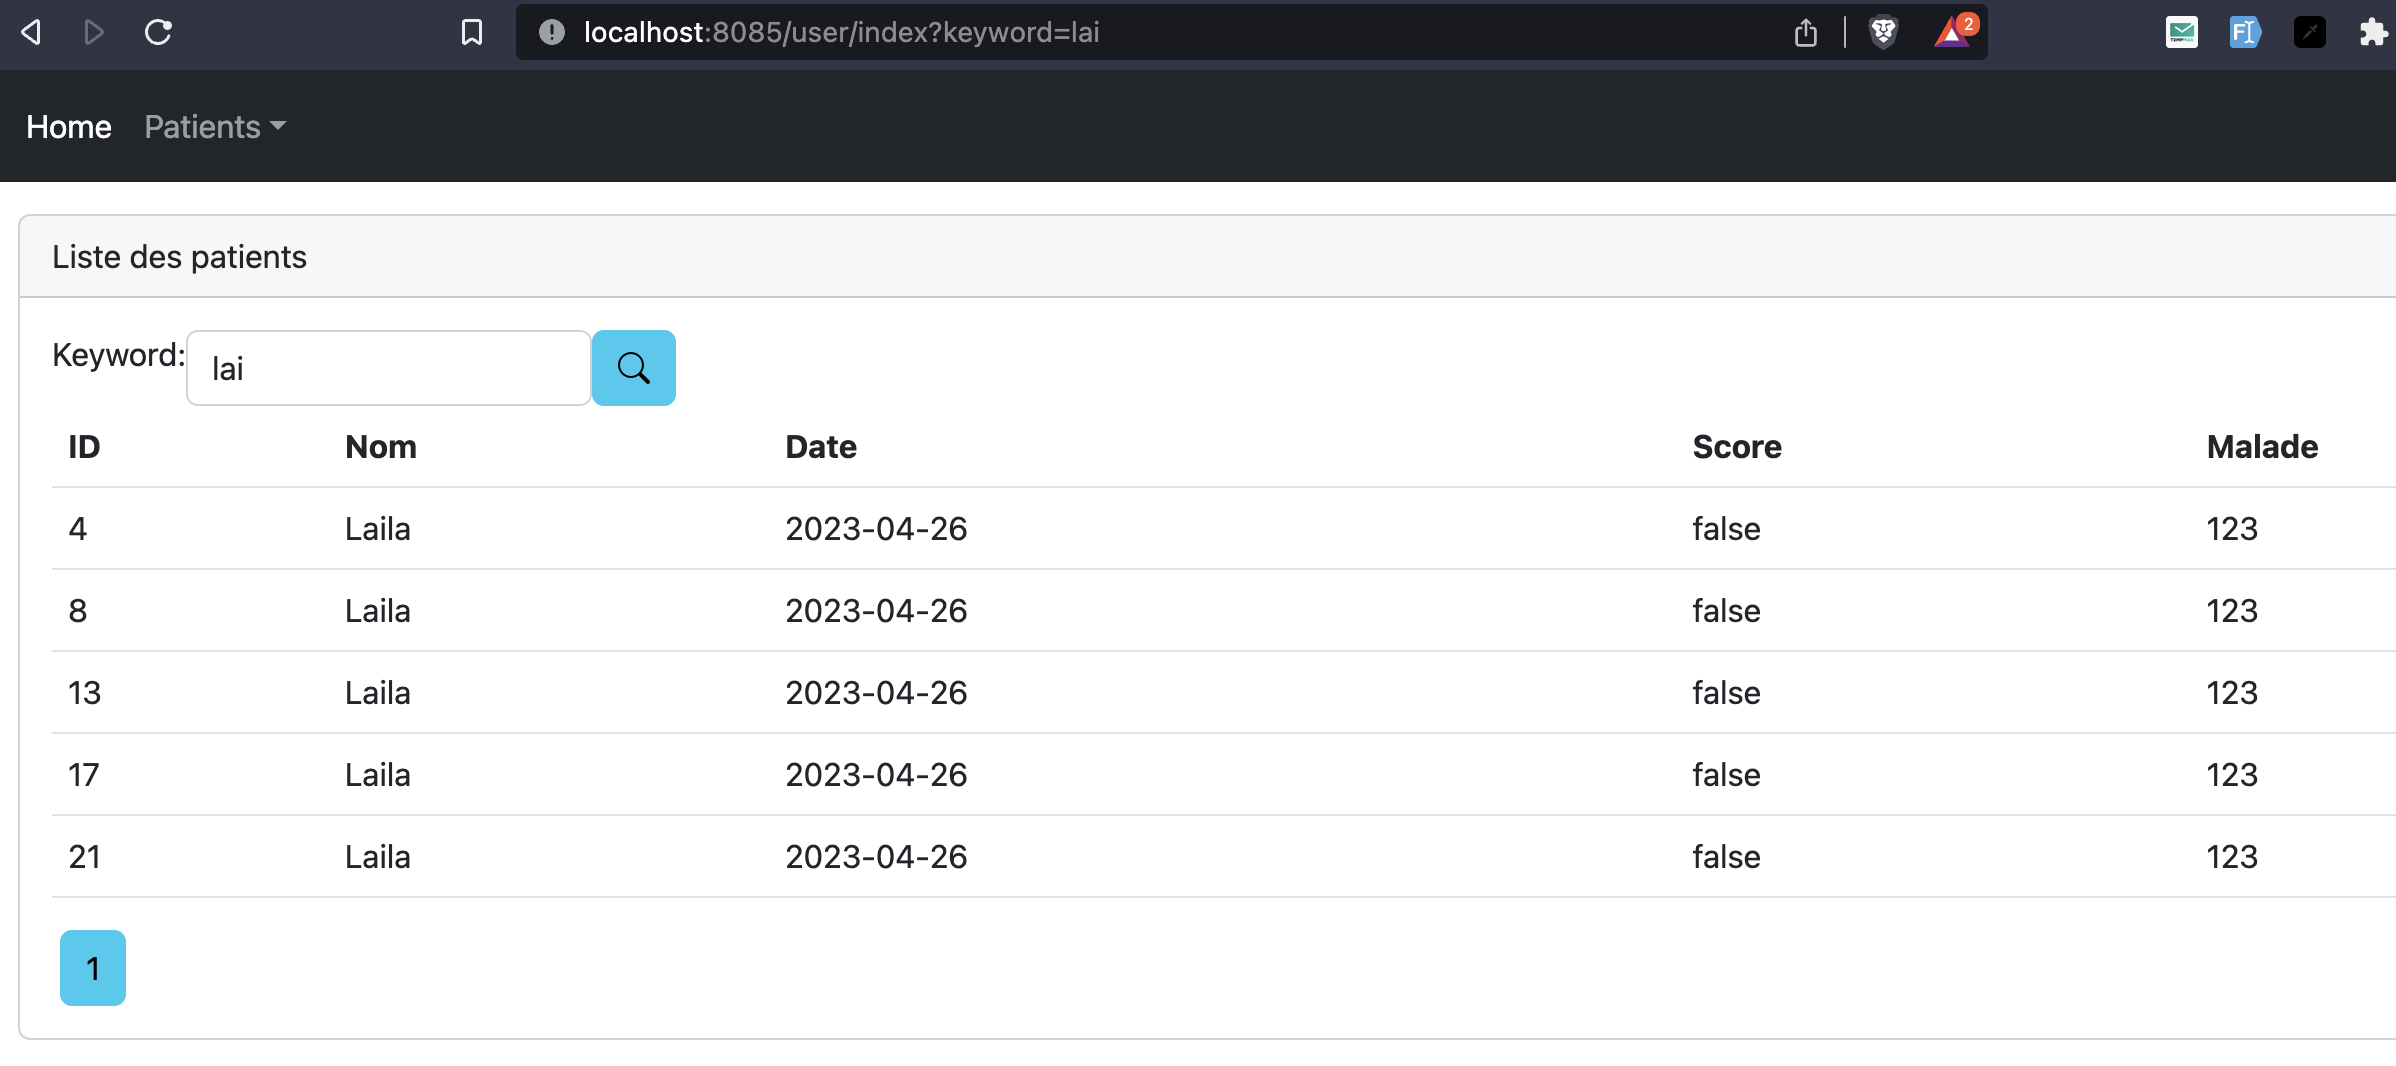 localhost:8085/user/index?keyword=lai
2
Home Patients
Liste des patients
Keyword: lai
ID Nom Date Score Malade
4 Laila 2023-04-26 false 123
8 Laila 2023-04-26 false 123
13 Laila 2023-04-26 false 123
17 Laila 2023-04-26 false 123
21 Laila 2023-04-26 false 123
1